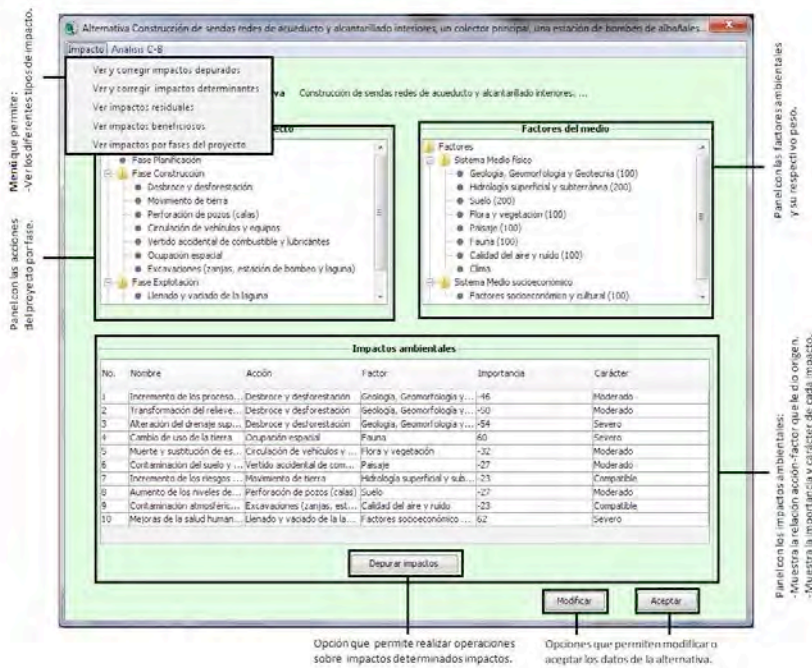 Alternativa Construcción de sendas redes de acueducto y alcantarillado interiores, un colector principal, una estación de bombeo de albañales...
Impacto Análisis C-B
Ver y corregir impactos depurados
Ver y corregir impactos determinantes
Ver impactos residuales
Ver impactos beneficiosos
Ver impactos por fases del proyecto
Construcción de sendas redes de acueducto y alcantarillado interiores, ...
Menú que permite:
-Ver los diferentes tipos de impacto.
Panel con las acciones
del proyecto por fase.
Fase Planificación
Fase Construcción
Desbroce y desforestación
Movimiento de tierra
Perforación de pozos (calas)
Circulación de vehículos y equipos
Vertido accidental de combustible y lubricantes
Ocupación espacial
Excavaciones (zanjas, estación de bombeo y laguna)
Fase Explotación
Llenado y vaciado de la laguna
Factores del medio
Factores
Sistema Medio físico
Geología, Geomorfología y Geotecnia (100)
Hidrología superficial y subterránea (200)
Suelo (200)
Flora y vegetación (100)
Paisaje (100)
Fauna (100)
Calidad del aire y ruido (100)
Clima
Sistema Medio socioeconómico
Factores socioeconómico y cultural (100)
Panel con las factores ambientales
y su respectivo peso.
Impactos ambientales
No. Nombre Acción Factor Importancia Carácter
1 Incremento de los proceso... Desbroce y desforestación Geología, Geomorfología y... -46 Moderado
2 Transformación del relieve... Desbroce y desforestación Geología, Geomorfología y... -50 Moderado
3 Alteración del drenaje sup... Desbroce y desforestación Geología, Geomorfología y... -54 Severo
4 Cambio de uso de la tierra Ocupación espacial Fauna 60 Severo
5 Muerte y sustitución de es... Circulación de vehículos y ... Flora y vegetación -32 Moderado
6 Contaminación del suelo y ... Vertido accidental de com... Paisaje -27 Moderado
7 Incremento de los riesgos ... Movimiento de tierra Hidrología superficial y sub... -23 Compatible
8 Aumento de los niveles de... Perforación de pozos (calas) Suelo -27 Moderado
9 Contaminación atmosféric... Excavaciones (zanjas, est... Calidad del aire y ruido -23 Compatible
10 Mejoras de la salud human... Llenado y vaciado de la la... Factores socioeconómico ... 62 Severo
Panel con los impactos ambientales:
-Muestra la relación acción-factor que le dio origen.
-Muestra la importancia y carácter de cada impacto.
Depurar impactos
Modificar Aceptar
Opción que permite realizar operaciones
sobre impactos determinados impactos.
Opciones que permiten modificar o
aceptar los datos de la alternativa.